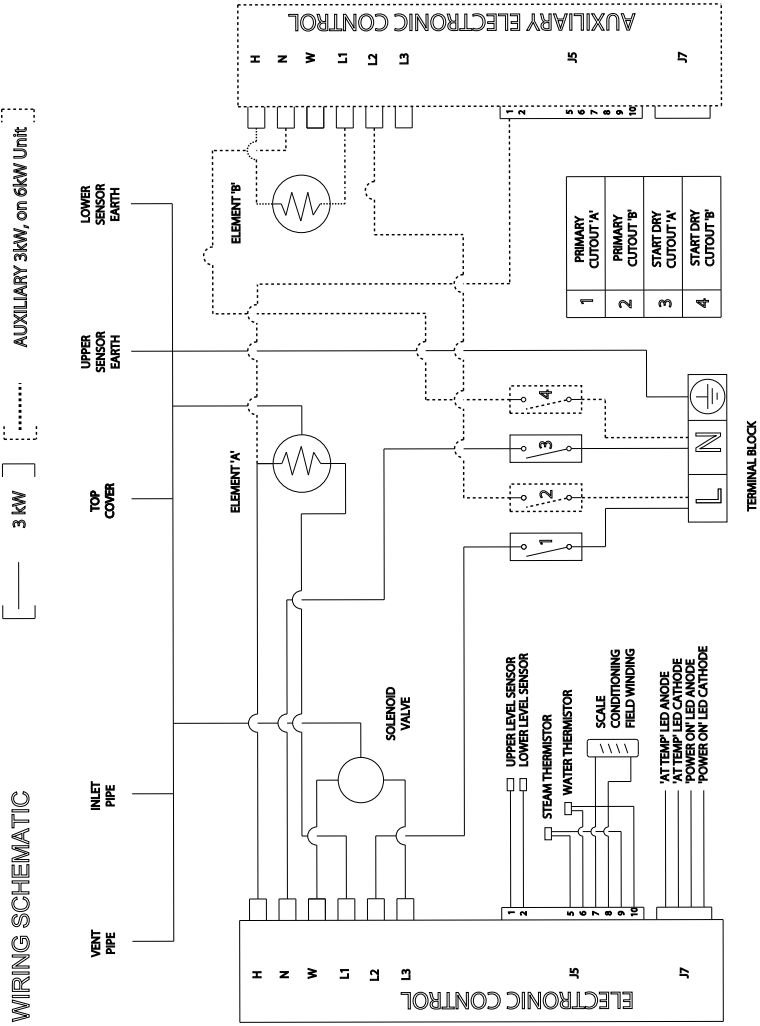 WIRING SCHEMATIC
3 kW
AUXILIARY 3kW, on 6kW Unit
VENT
PIPE
INLET
PIPE
TOP
COVER
UPPER
SENSOR
EARTH
LOWER
SENSOR
EARTH
ELECTRONIC CONTROL
H
N
W
L1
L2
L3
J5
J7
1
2
5
6
7
8
9
10
SOLENOID
VALVE
ELEMENT 'A'
ELEMENT 'B'
UPPER LEVEL SENSOR
LOWER LEVEL SENSOR
STEAM THERMISTOR
WATER THERMISTOR
SCALE
CONDITIONING
FIELD WINDING
'AT TEMP' LED ANODE
'AT TEMP' LED CATHODE
'POWER ON' LED ANODE
'POWER ON' LED CATHODE
1
2
3
4
L
N
TERMINAL BLOCK
1 PRIMARY
CUTOUT 'A'
2 PRIMARY
CUTOUT 'B'
3 START DRY
CUTOUT 'A'
4 START DRY
CUTOUT 'B'
AUXILIARY ELECTRONIC CONTROL
H
N
W
L1
L2
L3
J5
J7
1
2
5
6
7
8
9
10